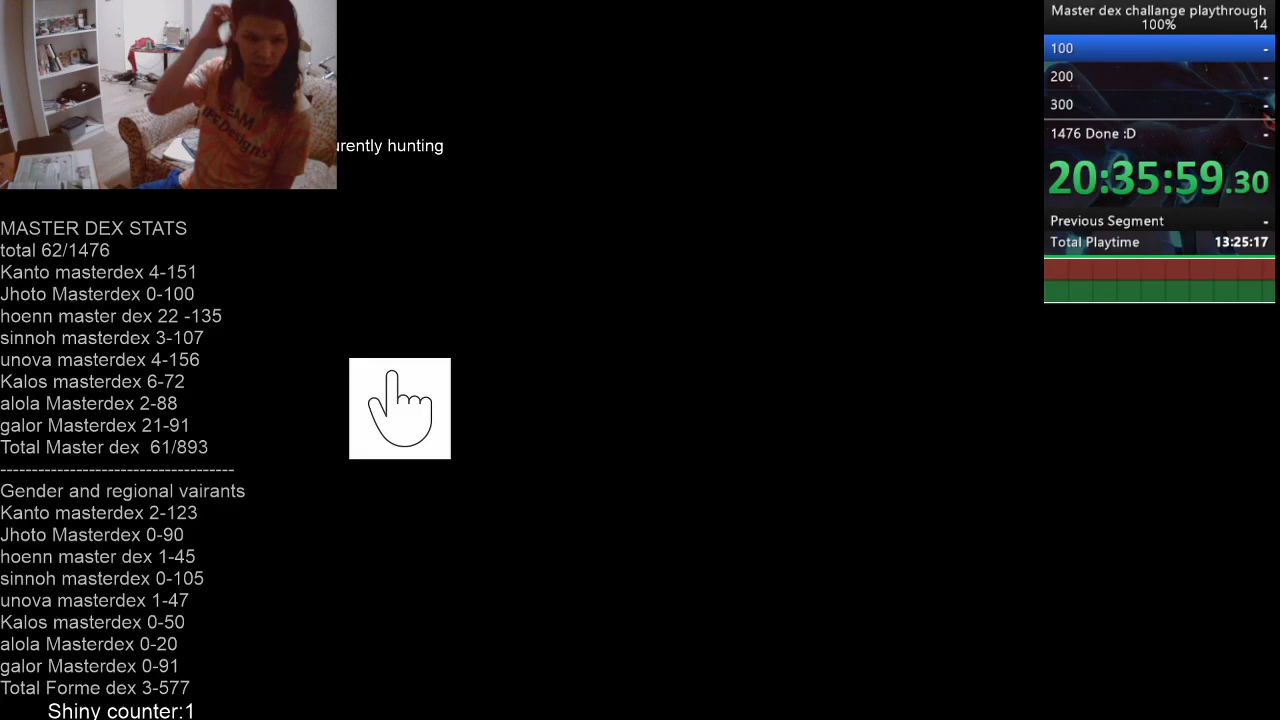 Master dex challange playthrough
100% 14
100 -
200 -
300 -
1476 Done :D -
20:35:59.30
Previous Segment -
Total Playtime 13:25:17
TEAM
LIFEDesigns
urently hunting
MASTER DEX STATS
total 62/1476
Kanto masterdex 4-151
Jhoto Masterdex 0-100
hoenn master dex 22 -135
sinnoh masterdex 3-107
unova masterdex 4-156
Kalos masterdex 6-72
alola Masterdex 2-88
galor Masterdex 21-91
Total Master dex  61/893
------------------------------------
Gender and regional vairants
Kanto masterdex 2-123
Jhoto Masterdex 0-90
hoenn master dex 1-45
sinnoh masterdex 0-105
unova masterdex 1-47
Kalos masterdex 0-50
alola Masterdex 0-20
galor Masterdex 0-91
Total Forme dex 3-577
Shiny counter:1